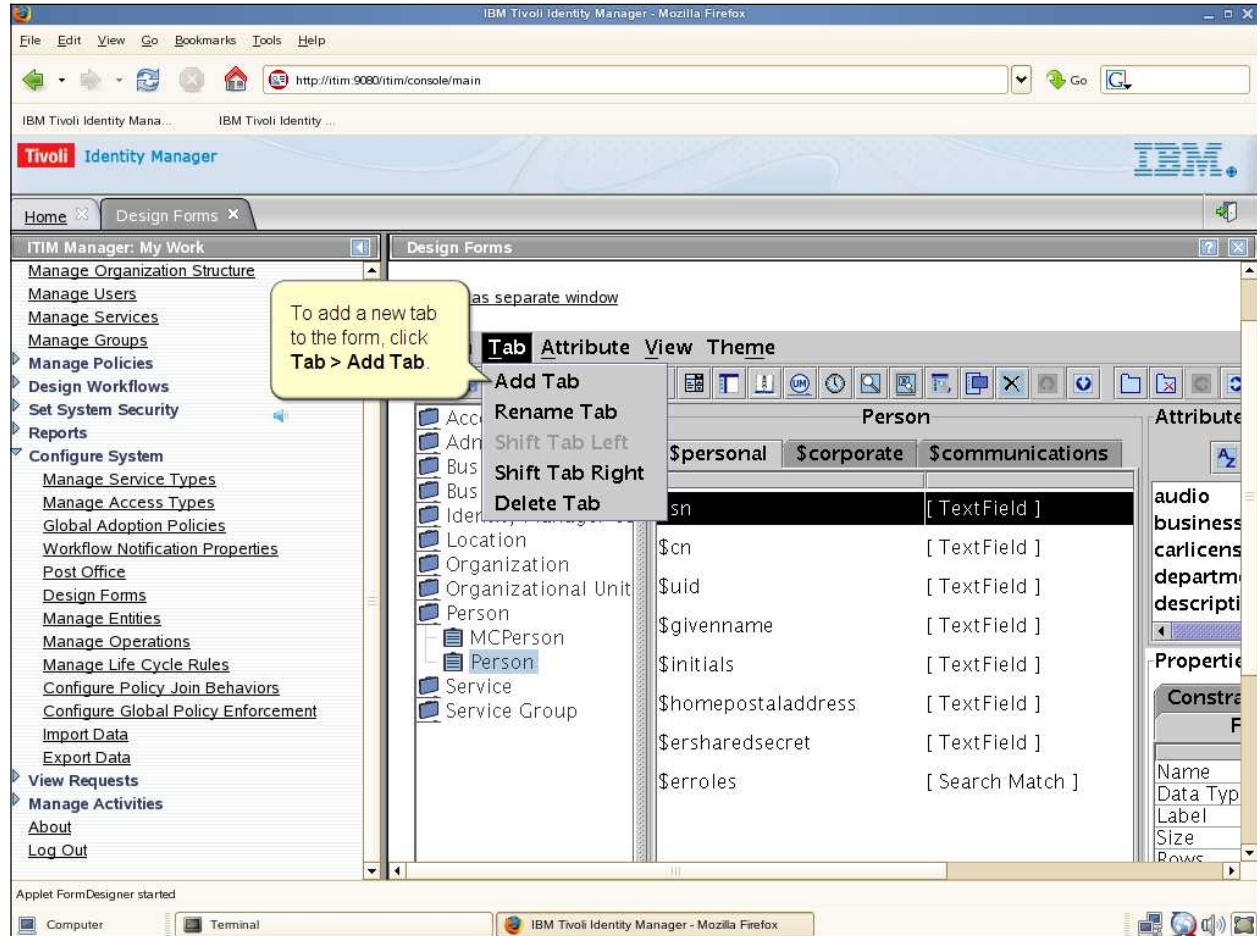 IBM Tivoli Identity Manager - Mozilla Firefox
File Edit View Go Bookmarks Tools Help
http://itim:9080/itim/console/main
Go
IBM Tivoli Identity Mana... IBM Tivoli Identity ...
Tivoli Identity Manager
IBM.
Home Design Forms
ITIM Manager: My Work
Manage Organization Structure
Manage Users
Manage Services
Manage Groups
Manage Policies
Design Workflows
Set System Security
Reports
Configure System
Manage Service Types
Manage Access Types
Global Adoption Policies
Workflow Notification Properties
Post Office
Design Forms
Manage Entities
Manage Operations
Manage Life Cycle Rules
Configure Policy Join Behaviors
Configure Global Policy Enforcement
Import Data
Export Data
View Requests
Manage Activities
About
Log Out
Design Forms
as separate window
To add a new tab
to the form, click
Tab > Add Tab.
Tab Attribute View Theme
Add Tab
Rename Tab
Shift Tab Left
Shift Tab Right
Delete Tab
UM
Acc
Adm
Bus
Bus
Location
Organization
Organizational Unit
Person
MCPerson
Person
Service
Service Group
Person
$personal $corporate $communications
sn [ TextField ]
$cn [ TextField ]
$uid [ TextField ]
$givenname [ TextField ]
$initials [ TextField ]
$homepostaladdress [ TextField ]
$ersharedsecret [ TextField ]
$erroles [ Search Match ]
Attribute
AZ
audio
business
carlicens
departm
descripti
Propertie
Constra
F
Name
Data Typ
Label
Size
Rows
Applet FormDesigner started
Computer Terminal IBM Tivoli Identity Manager - Mozilla Firefox